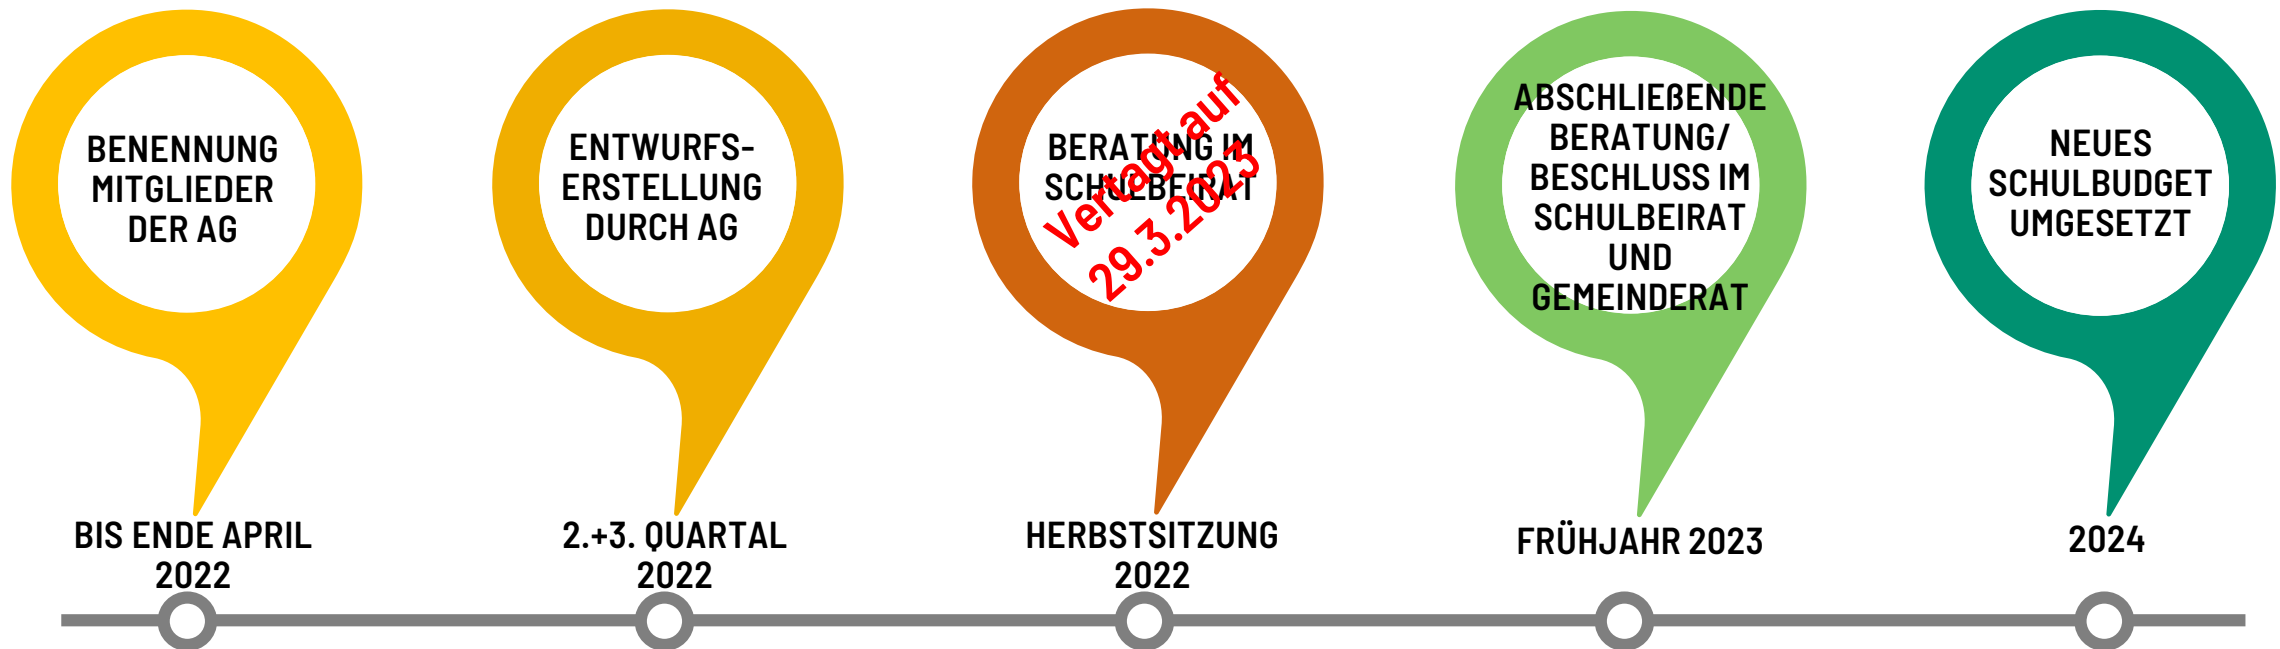 BENENNUNG
MITGLIEDER
DER AG
BIS ENDE APRIL
2022
ENTWURFS-
ERSTELLUNG
DURCH AG
2.+3. QUARTAL
2022
BERATUNG IM
SCHULBEIRAT
Vertagt auf
29.3.2023
HERBSTSITZUNG
2022
ABSCHLIEßENDE
BERATUNG/
BESCHLUSS IM
SCHULBEIRAT
UND
GEMEINDERAT
FRÜHJAHR 2023
NEUES
SCHULBUDGET
UMGESETZT
2024